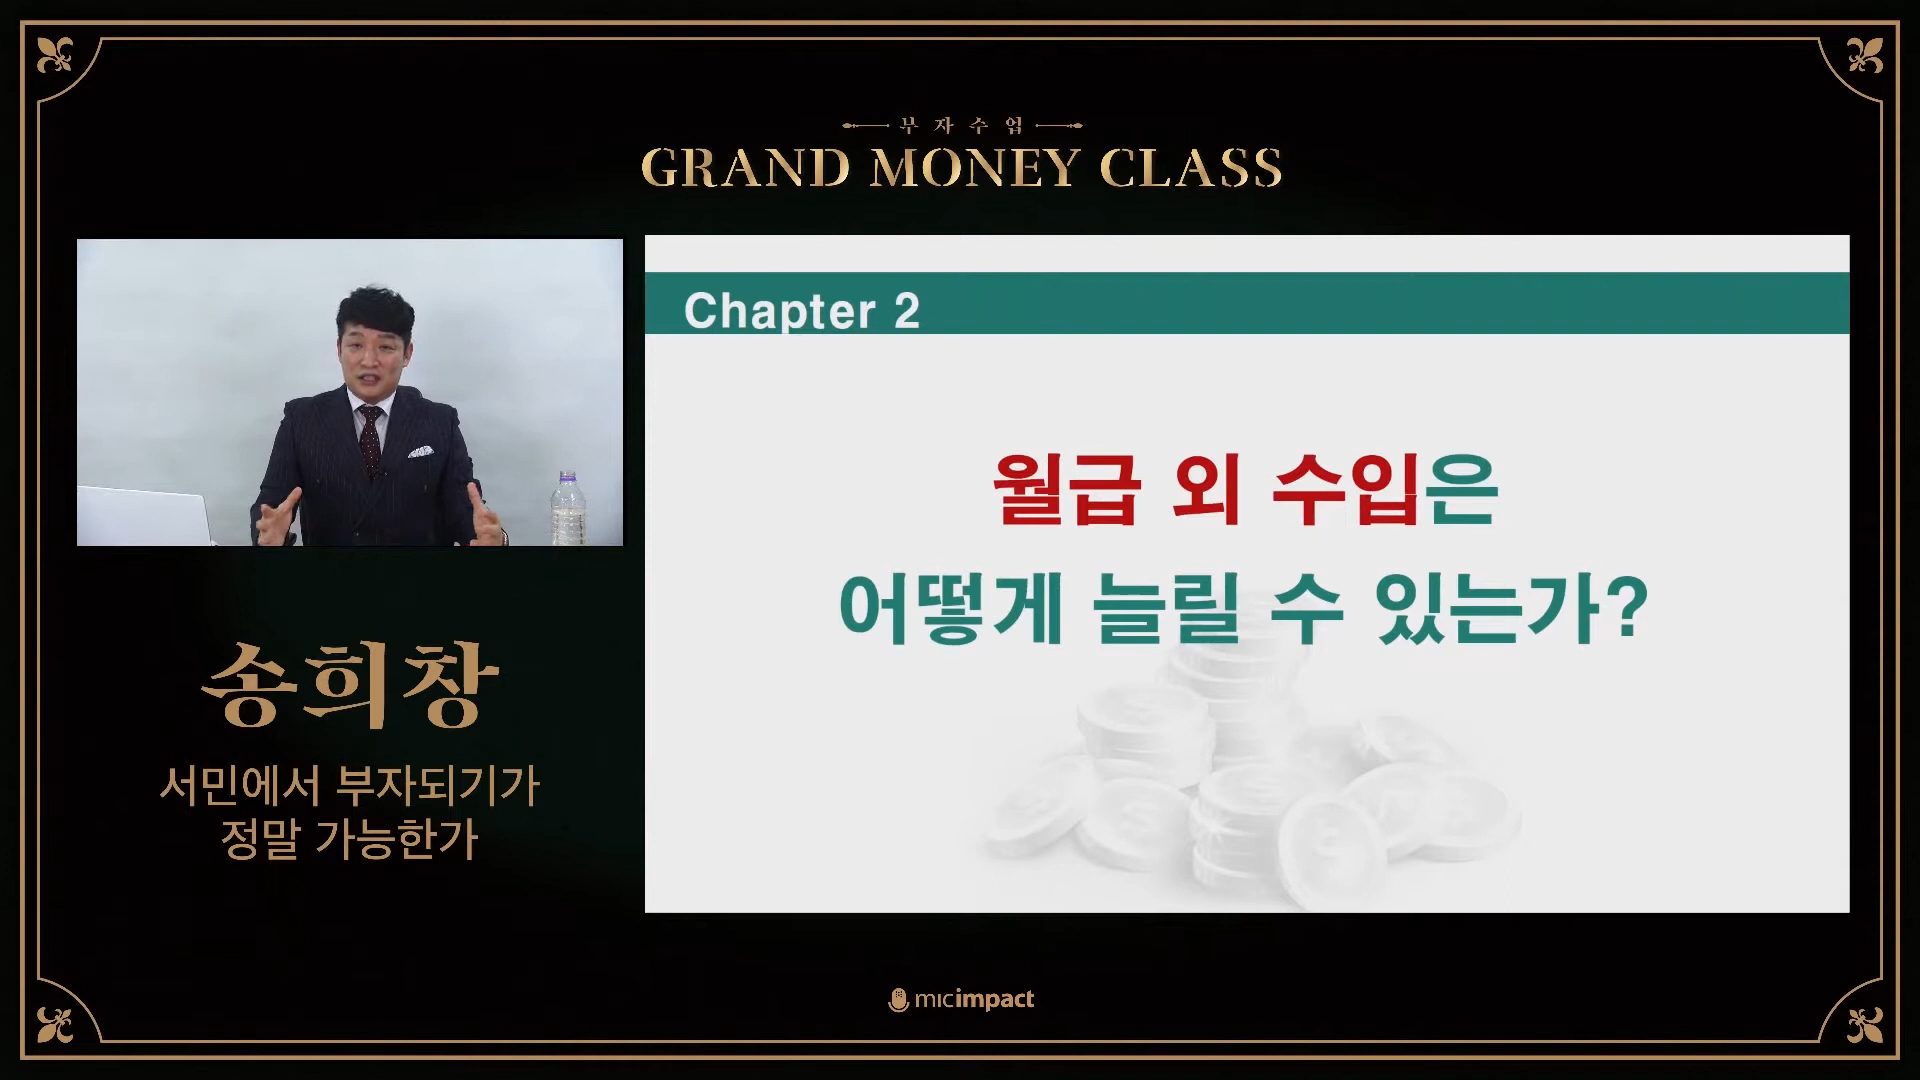 부자수업
GRAND MONEY CLASS
Chapter 2
월급 외 수입은
어떻게 늘릴 수 있는가?
송희창
서민에서 부자되기가
정말 가능한가
micimpact